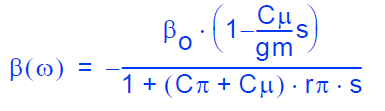 β(ω) = − βo · (1 − Cμ/gm s) / 1 + (Cπ + Cμ) · rπ · s